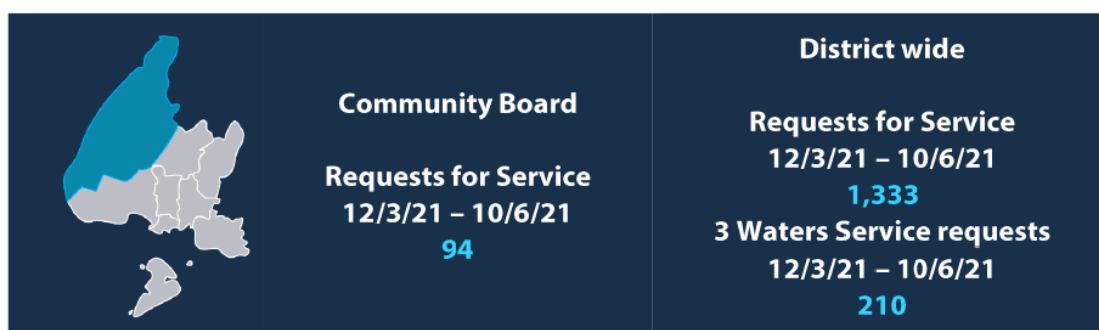 Community Board
Requests for Service
12/3/21 – 10/6/21
94
District wide
Requests for Service
12/3/21 – 10/6/21
1,333
3 Waters Service requests
12/3/21 – 10/6/21
210